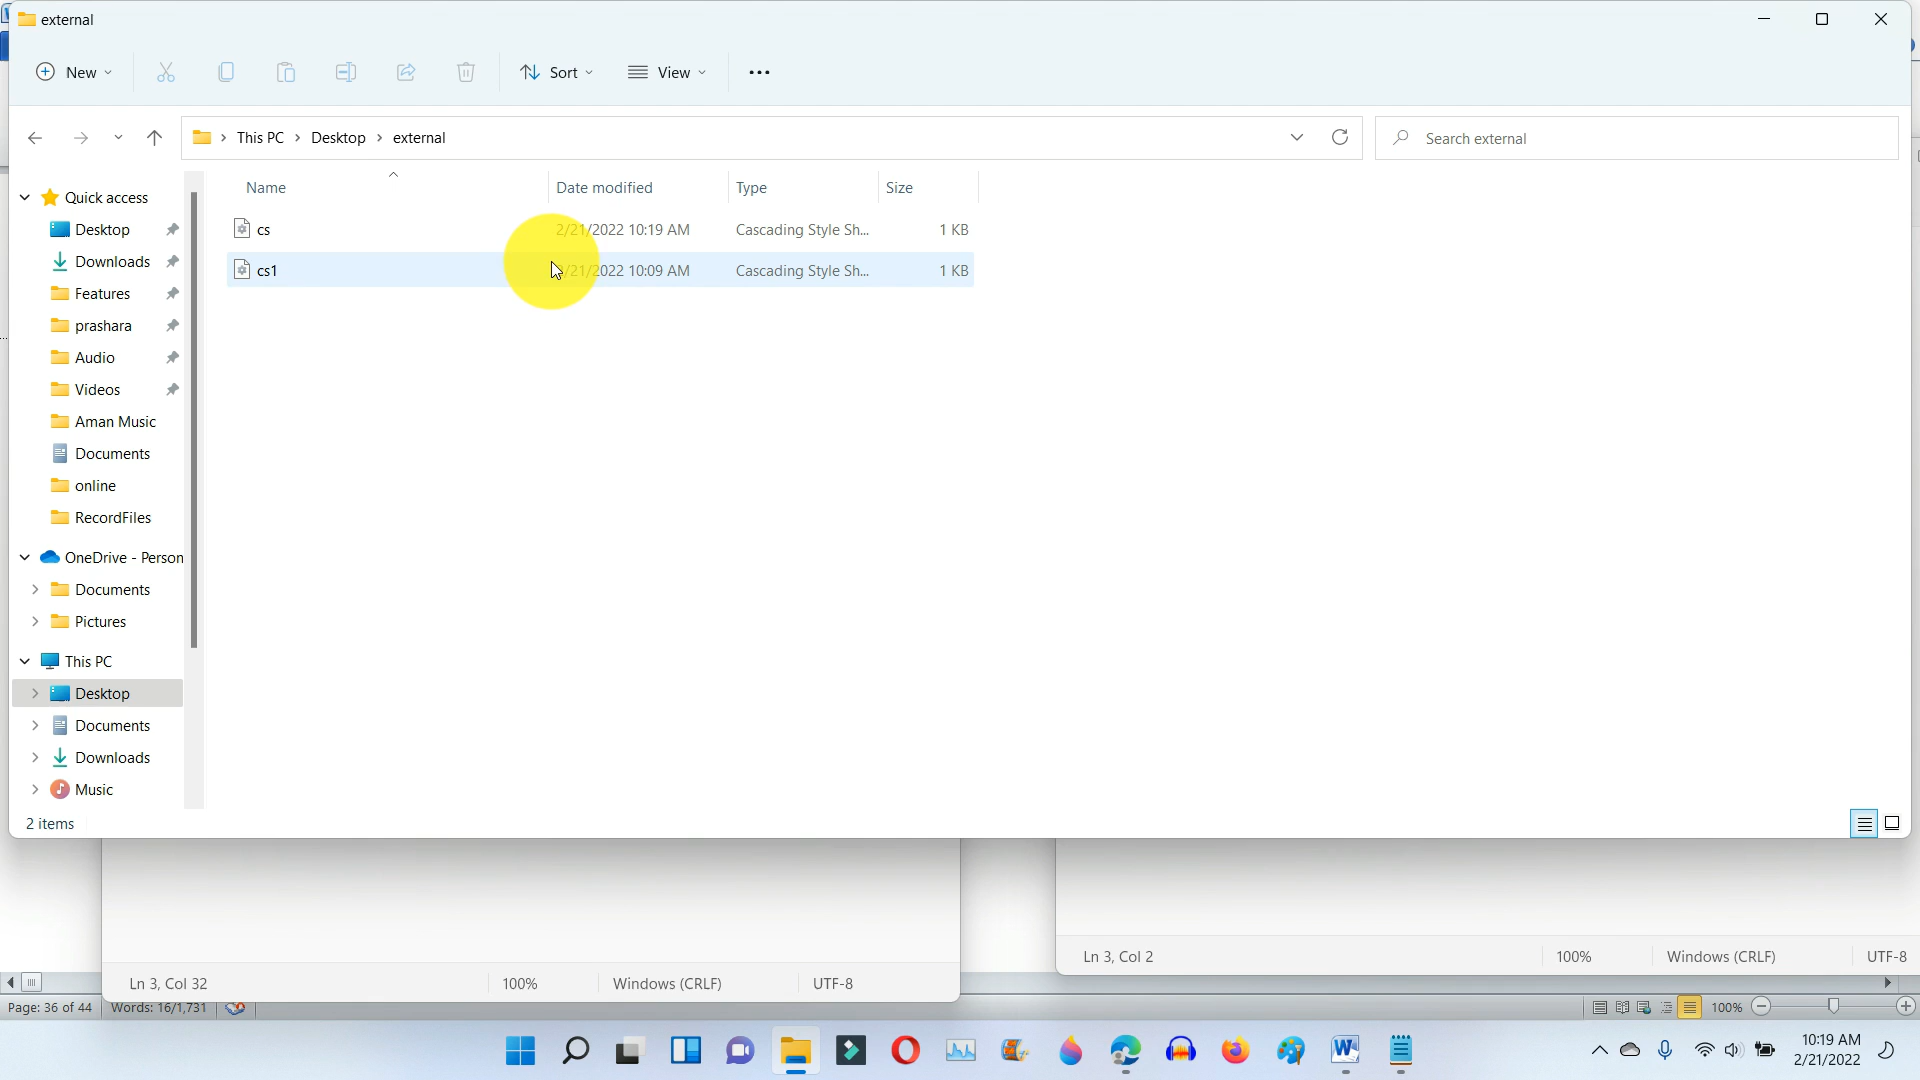 external
New
Sort
View
This PC
Desktop
external
Search external
Name
Date modified
Type
Size
cs
2/21/2022 10:19 AM
Cascading Style Sh...
1 KB
cs1
2/21/2022 10:09 AM
Cascading Style Sh...
1 KB
Quick access
Desktop
Downloads
Features
prashara
Audio
Videos
Aman Music
Documents
online
RecordFiles
OneDrive - Person
Documents
Pictures
This PC
Desktop
Documents
Downloads
Music
2 items
Ln 3, Col 32
100%
Windows (CRLF)
UTF-8
Ln 3, Col 2
100%
Windows (CRLF)
UTF-8
Page: 36 of 44
Words: 16/1,731
100%
10:19 AM
2/21/2022